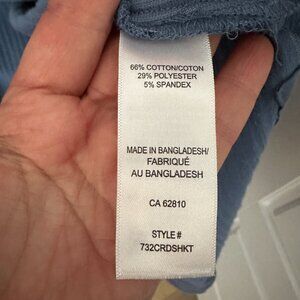 66% COTTON/COTON
29% POLYESTER
5% SPANDEX
MADE IN BANGLADESH/
FABRIQUÉ
AU BANGLADESH
CA 62810
STYLE #
732CRDSHKT